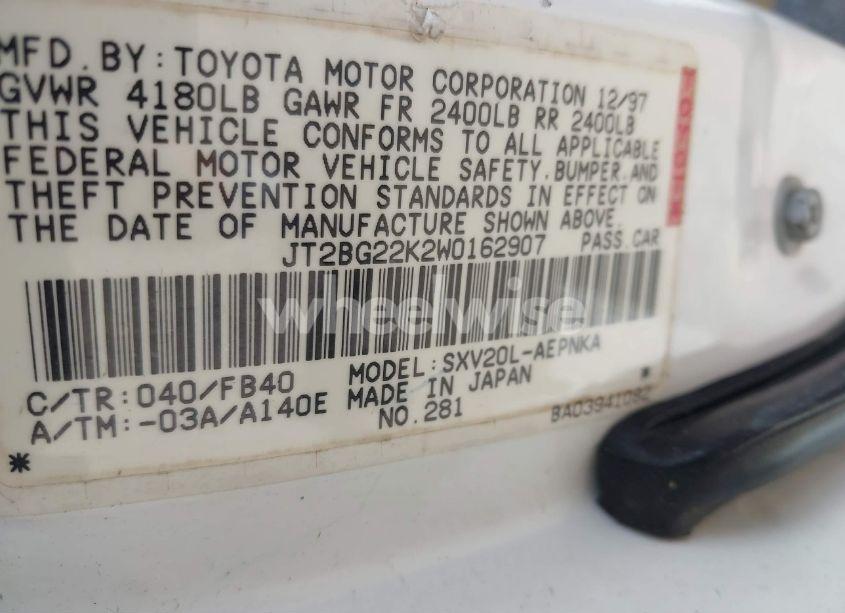 MFD. BY: TOYOTA MOTOR CORPORATION 12/97
GVWR 4180LB GAWR FR 2400LB RR 2400LB
THIS VEHICLE CONFORMS TO ALL APPLICABLE
FEDERAL MOTOR VEHICLE SAFETY. BUMPER. AND
THEFT PREVENTION STANDARDS IN EFFECT ON
THE DATE OF MANUFACTURE SHOWN ABOVE.
JT2BG22K2W0162907 PASS. CAR
wheelwise
C/TR: 040/FB40 MODEL: SXV20L-AEPNKA
A/TM: -03A/A140E MADE IN JAPAN
NO. 281 BA03941082